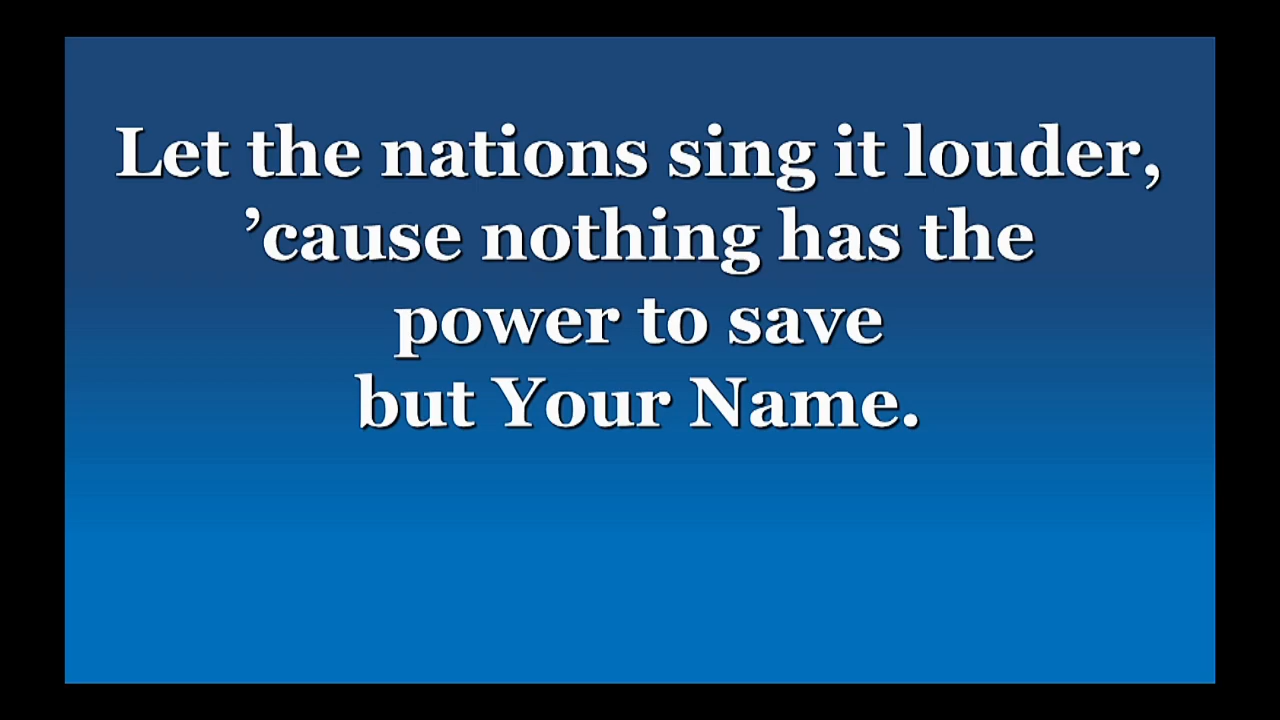 Let the nations sing it louder,
’cause nothing has the
power to save
but Your Name.